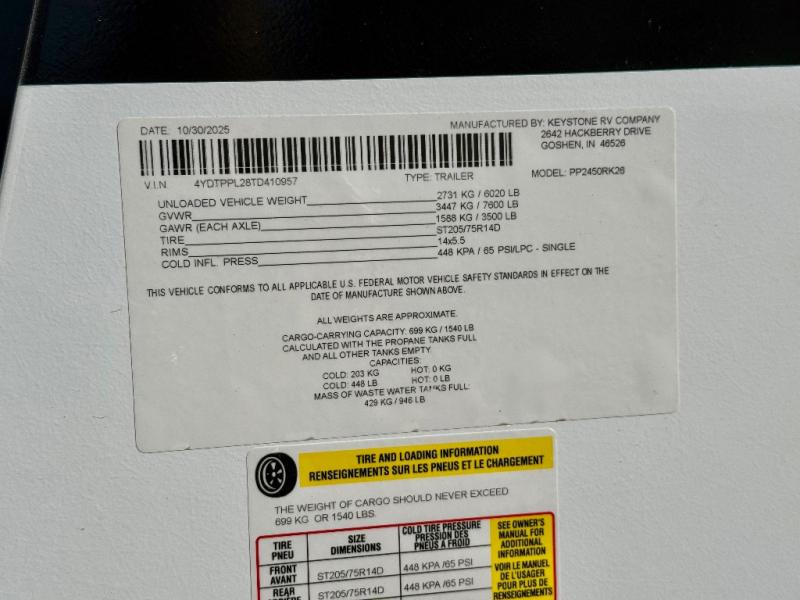 DATE: 10/30/2025
MANUFACTURED BY: KEYSTONE RV COMPANY
2642 HACKBERRY DRIVE
GOSHEN, IN 46526
V.I.N 4YDTPPL28TD410957 TYPE: TRAILER MODEL: PP2450RK26
UNLOADED VEHICLE WEIGHT 2731 KG / 6020 LB
GVWR 3447 KG / 7600 LB
GAWR (EACH AXLE) 1588 KG / 3500 LB
TIRE ST205/75R14D
RIMS 14x5.5
COLD INFL. PRESS 448 KPA / 65 PSI/LPC - SINGLE
THIS VEHICLE CONFORMS TO ALL APPLICABLE U.S. FEDERAL MOTOR VEHICLE SAFETY STANDARDS IN EFFECT ON THE
DATE OF MANUFACTURE SHOWN ABOVE.
ALL WEIGHTS ARE APPROXIMATE.
CARGO-CARRYING CAPACITY: 699 KG / 1540 LB
CALCULATED WITH THE PROPANE TANKS FULL
AND ALL OTHER TANKS EMPTY
CAPACITIES:
COLD: 203 KG HOT: 0 KG
COLD: 448 LB HOT: 0 LB
MASS OF WASTE WATER TANKS FULL:
429 KG / 946 LB
TIRE AND LOADING INFORMATION
RENSEIGNEMENTS SUR LES PNEUS ET LE CHARGEMENT
THE WEIGHT OF CARGO SHOULD NEVER EXCEED
699 KG OR 1540 LBS.
TIRE
PNEU
SIZE
DIMENSIONS
COLD TIRE PRESSURE
PRESSION DES
PNEUS A FROID
SEE OWNER'S
MANUAL FOR
ADDITIONAL
INFORMATION
VOIR LE MANUEL
DE L'USAGER
POUR PLUS DE
RENSEIGNEMENTS
FRONT
AVANT
ST205/75R14D
448 KPA /65 PSI
REAR
ST205/75R14D
448 KPA /65 PSI